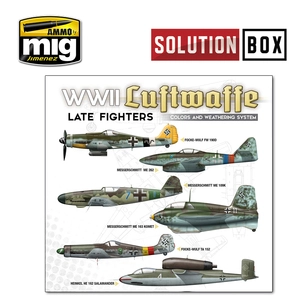 AMMO
mig
Jimenez
SOLUTION BOX
WWII Luftwaffe
LATE FIGHTERS
COLORS AND WEATHERING SYSTEM
FOCKE-WULF FW 190D
MESSERSCHMITT ME 262
MESSERSCHMITT ME 109K
MESSERSCHMITT ME 163 KOMET
FOCKE-WULF TA 152
HEINKEL HE 162 SALAMANDER